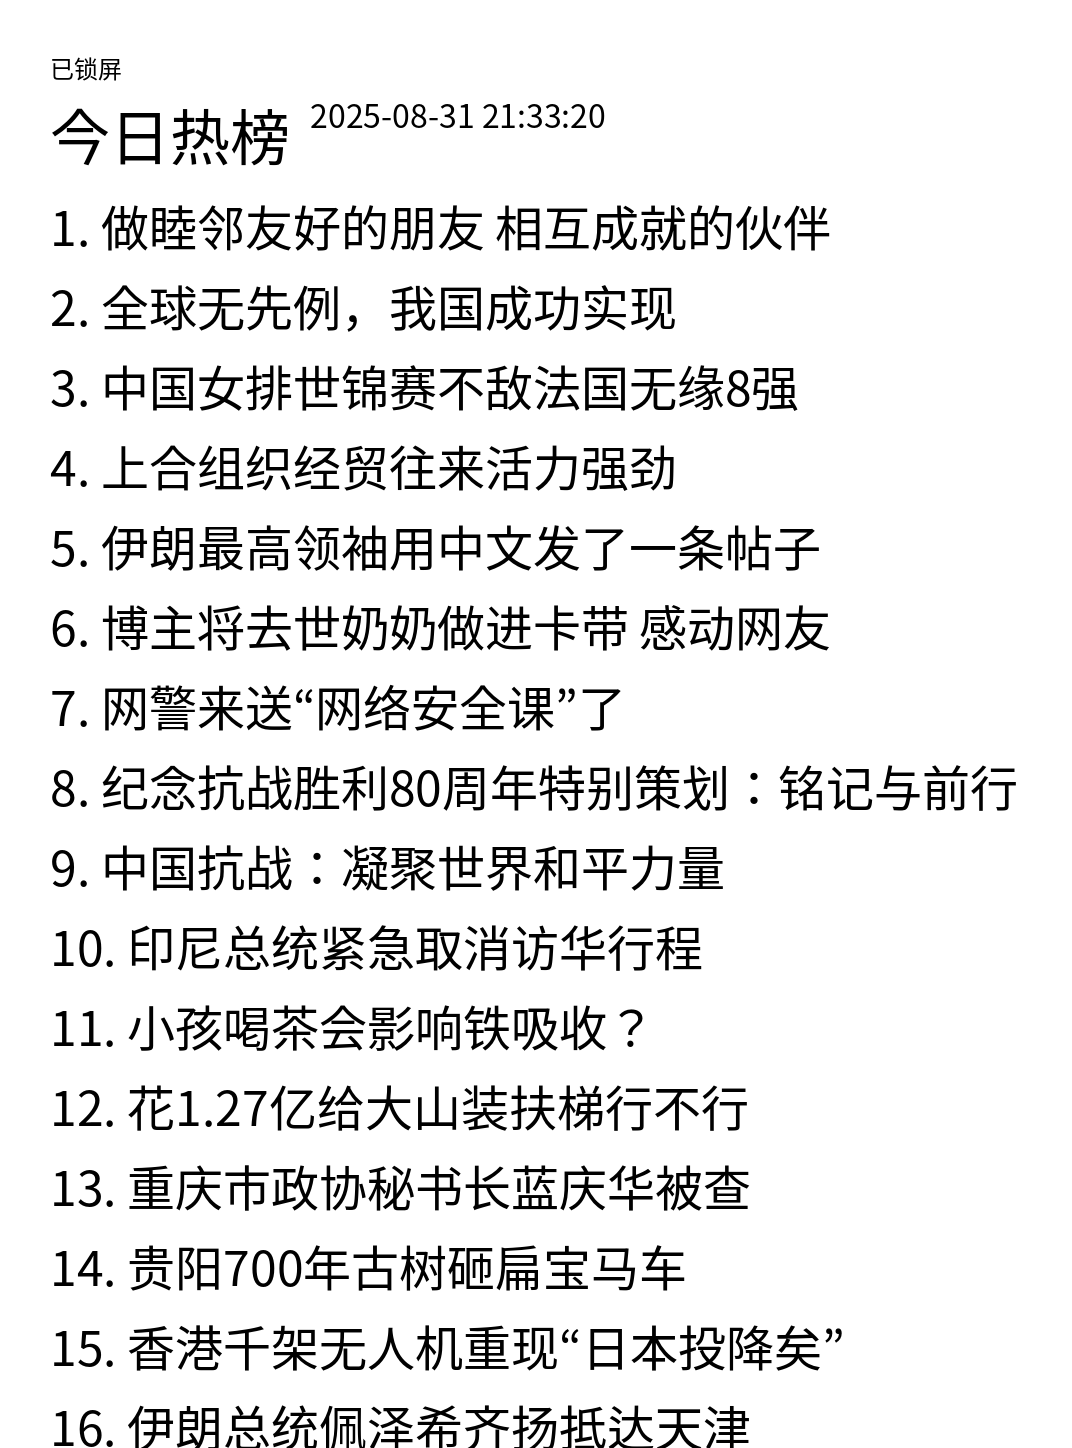 已锁屏
今日热榜 2025-08-31 21:33:20
1. 做睦邻友好的朋友 相互成就的伙伴
2. 全球无先例，我国成功实现
3. 中国女排世锦赛不敌法国无缘8强
4. 上合组织经贸往来活力强劲
5. 伊朗最高领袖用中文发了一条帖子
6. 博主将去世奶奶做进卡带 感动网友
7. 网警来送“网络安全课”了
8. 纪念抗战胜利80周年特别策划：铭记与前行
9. 中国抗战：凝聚世界和平力量
10. 印尼总统紧急取消访华行程
11. 小孩喝茶会影响铁吸收？
12. 花1.27亿给大山装扶梯行不行
13. 重庆市政协秘书长蓝庆华被查
14. 贵阳700年古树砸扁宝马车
15. 香港千架无人机重现“日本投降矣”
16. 伊朗总统佩泽希齐扬抵达天津